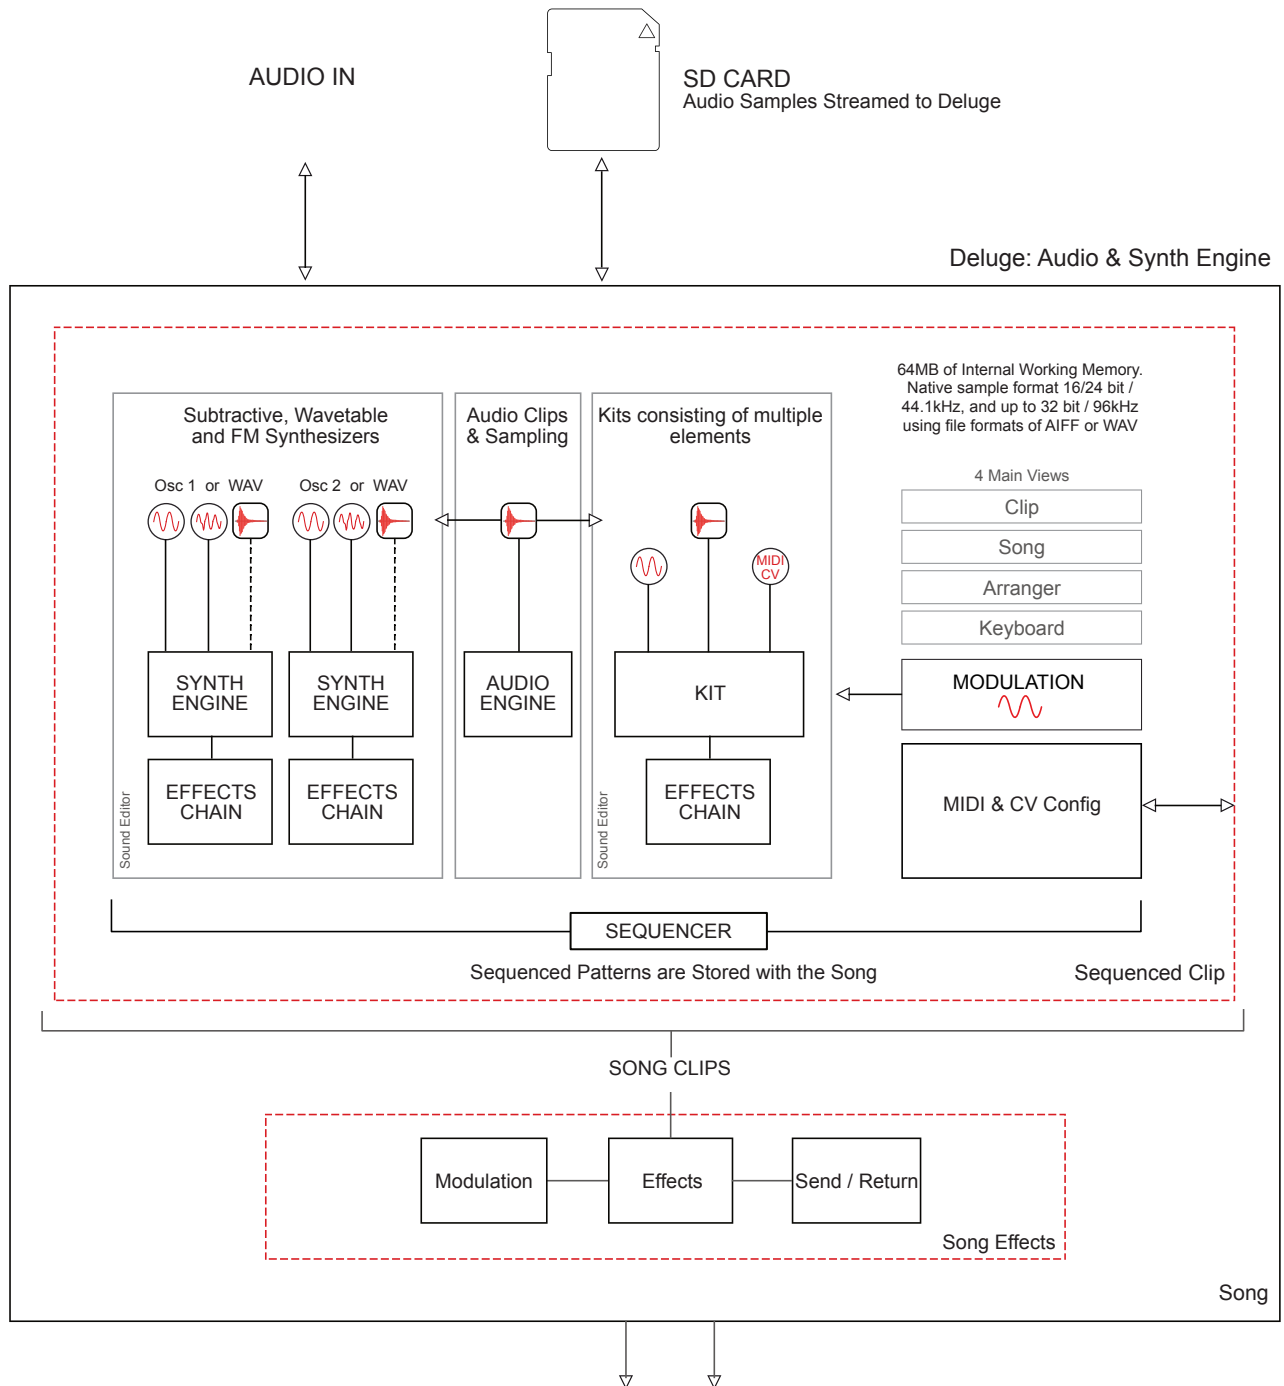 AUDIO IN
SD CARD
Audio Samples Streamed to Deluge
Deluge: Audio & Synth Engine
Subtractive, Wavetable
and FM Synthesizers
Osc 1 or WAV
Osc 2 or WAV
SYNTH
ENGINE
SYNTH
ENGINE
EFFECTS
CHAIN
EFFECTS
CHAIN
Sound Editor
Audio Clips
& Sampling
AUDIO
ENGINE
Kits consisting of multiple
elements
MIDI
CV
KIT
EFFECTS
CHAIN
Sound Editor
64MB of Internal Working Memory.
Native sample format 16/24 bit /
44.1kHz, and up to 32 bit / 96kHz
using file formats of AIFF or WAV
4 Main Views
Clip
Song
Arranger
Keyboard
MODULATION
MIDI & CV Config
SEQUENCER
Sequenced Patterns are Stored with the Song
Sequenced Clip
SONG CLIPS
Modulation
Effects
Send / Return
Song Effects
Song